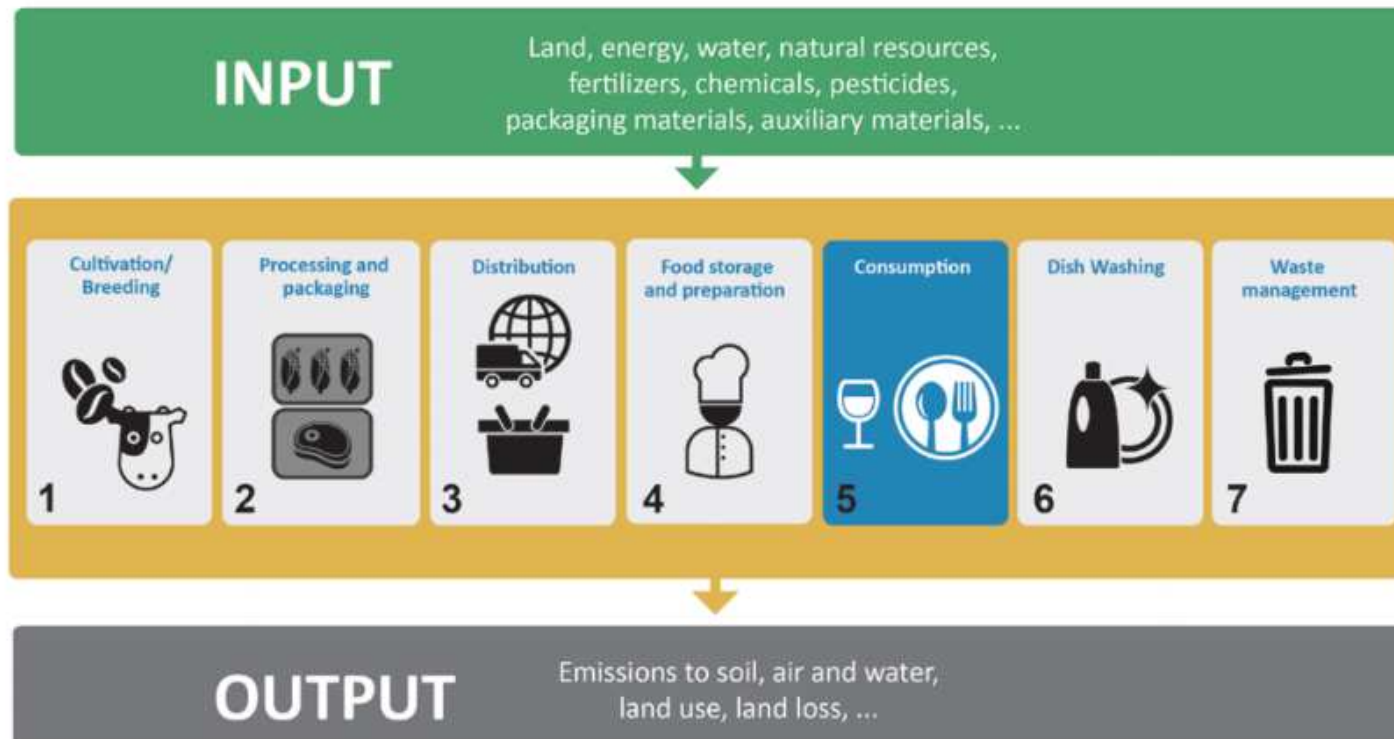 INPUT
Land, energy, water, natural resources,
fertilizers, chemicals, pesticides,
packaging materials, auxiliary materials, ...
Cultivation/
Breeding
1
Processing and
packaging
2
Distribution
3
Food storage
and preparation
4
Consumption
5
Dish Washing
6
Waste
management
7
OUTPUT
Emissions to soil, air and water,
land use, land loss, ...